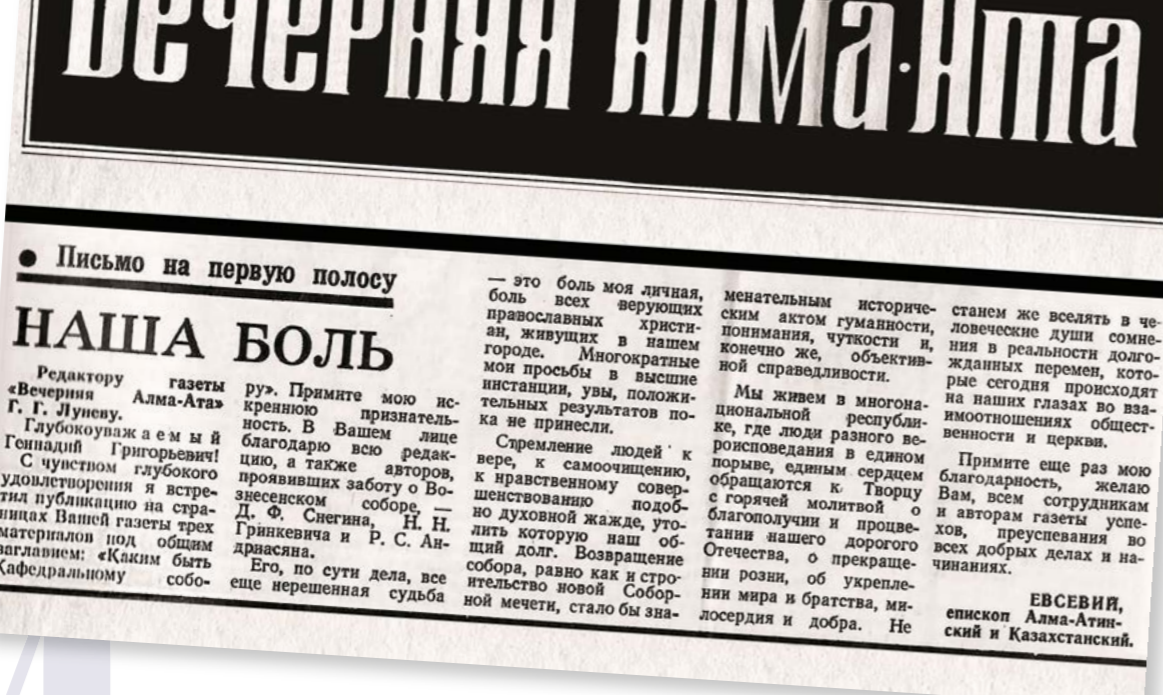 Вечерняя Алма-Ата
● Письмо на первую полосу
НАША БОЛЬ
Редактору газеты
«Вечерняя Алма-Ата»
Г. Г. Луневу.
Глубокоуважаемый
Геннадий Григорьевич!
С чувством глубокого
удовлетворения я встре-
тил публикацию на стра-
ницах Вашей газеты трех
материалов под общим
заглавием: «Каким быть
Кафедральному собо-
ру». Примите мою ис-
креннюю признатель-
ность. В Вашем лице
благодарю всю редак-
цию, а также авторов,
проявивших заботу о Во-
знесенском соборе, —
Д. Ф. Снегина, Н. Н.
Гринкевича и Р. С. Ан-
дриасяна.
Его, по сути дела, все
еще нерешенная судьба
— это боль моя личная,
боль всех верующих
православных христи-
ан, живущих в нашем
городе. Многократные
мои просьбы в высшие
инстанции, увы, положи-
тельных результатов по-
ка не принесли.
Стремление людей к
вере, к самоочищению,
к нравственному совер-
шенствованию подоб-
но духовной жажде, уто-
лить которую наш об-
щий долг. Возвращение
собора, равно как и стро-
ительство новой Собор-
ной мечети, стало бы зна-
менательным историче-
ским актом гуманности,
понимания, чуткости и,
конечно же, объектив-
ной справедливости.
Мы живем в многона-
циональной республи-
ке, где люди разного ве-
роисповедания в едином
порыве, единым сердцем
обращаются к Творцу
с горячей молитвой о
благополучии и процве-
тании нашего дорогого
Отечества, о прекраще-
нии розни, об укрепле-
нии мира и братства, ми-
лосердия и добра. Не
станем же вселять в че-
ловеческие души сомне-
ния в реальности долго-
жданных перемен, кото-
рые сегодня происходят
на наших глазах во вза-
имоотношениях общест-
венности и церкви.
Примите еще раз мою
благодарность, желаю
Вам, всем сотрудникам
и авторам газеты успе-
хов, преуспевания во
всех добрых делах и на-
чинаниях.
ЕВСЕВИЙ,
епископ Алма-Атин-
ский и Казахстанский.